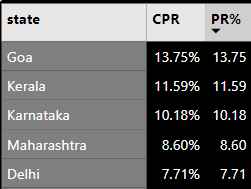 state CPR PR%
Goa 13.75% 13.75
Kerala 11.59% 11.59
Karnataka 10.18% 10.18
Maharashtra 8.60% 8.60
Delhi 7.71% 7.71